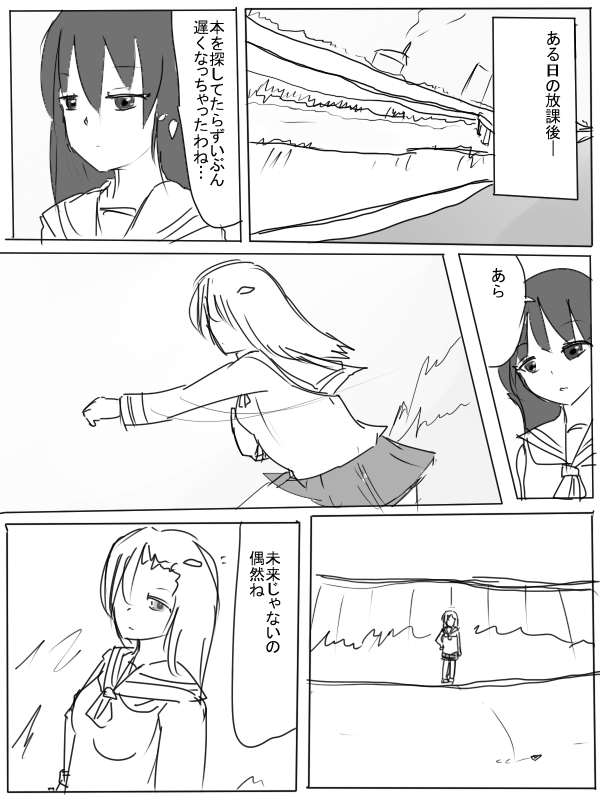 ある日の放課後―
本を探してたらずいぶん
遅くなっちゃったわね…
あら
未来じゃないの
偶然ね